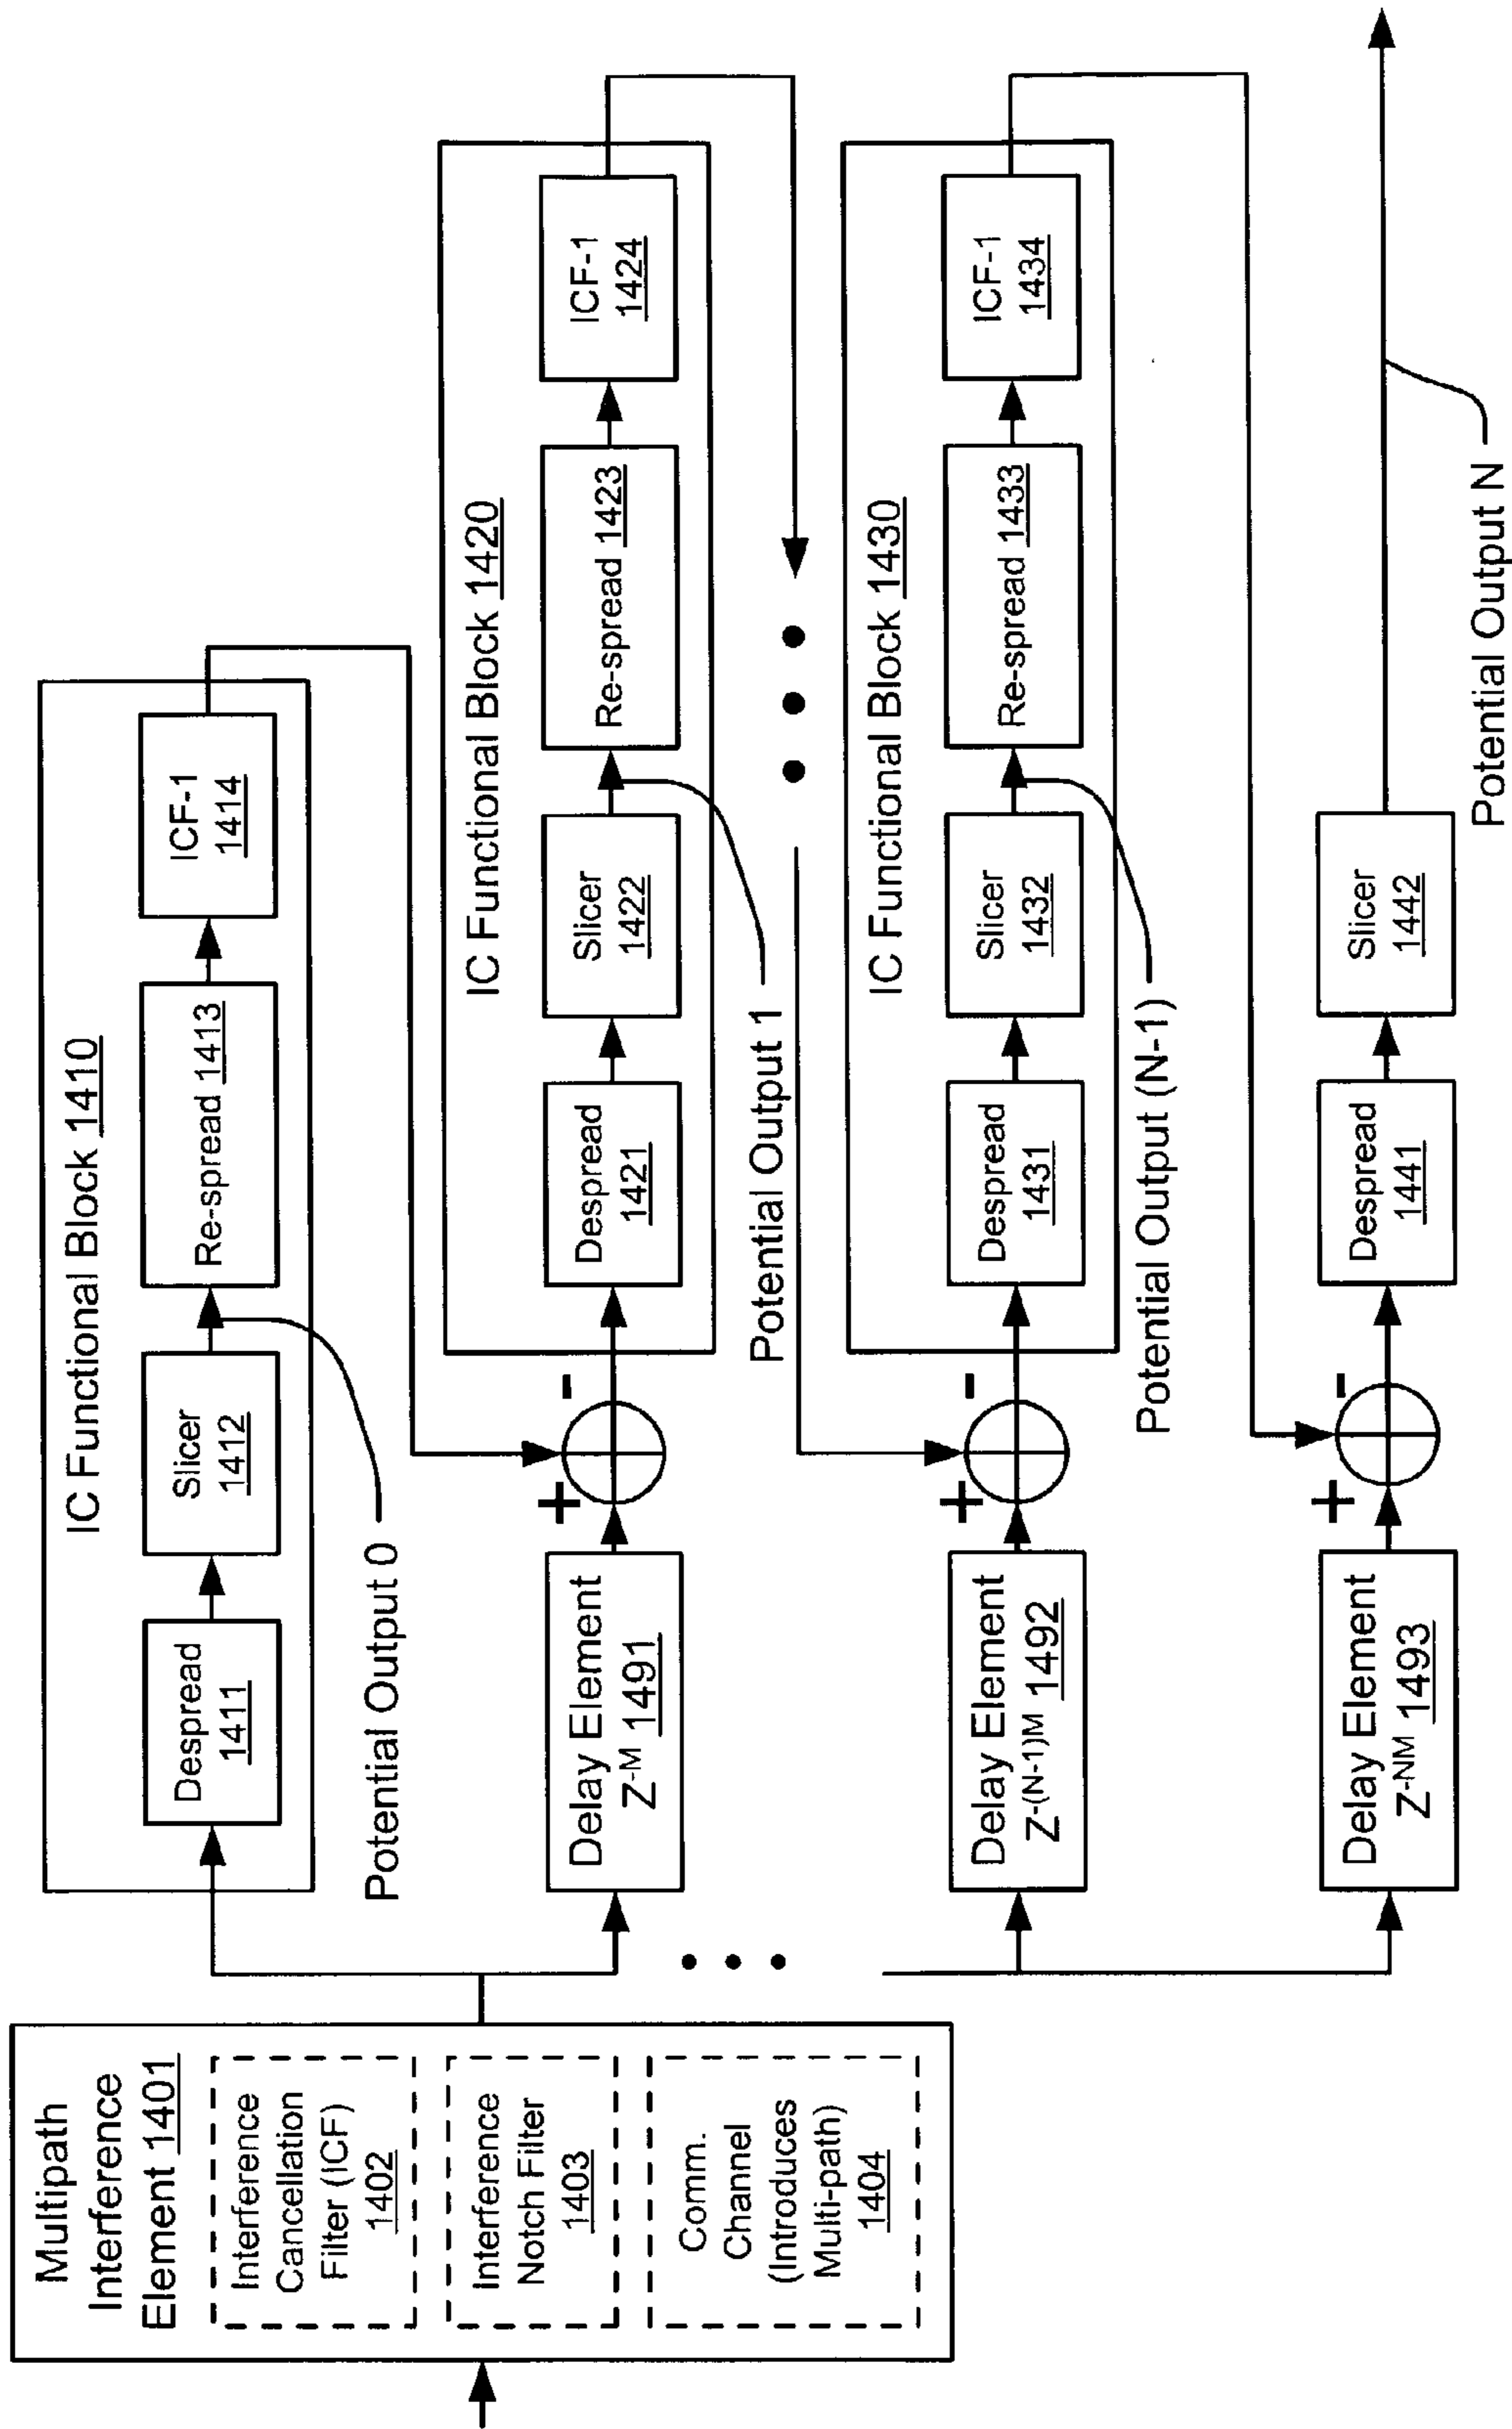 Multipath
Interference
Element 1401
Interference
Cancellation
Filter (ICF)
1402
Interference
Notch Filter
1403
Comm.
Channel
(Introduces
Multi-path)
1404
IC Functional Block 1410
Despread
1411
Slicer
1412
Re-spread 1413
ICF-1
1414
Potential Output 0
Delay Element
Z-M 1491
+
-
IC Functional Block 1420
Despread
1421
Slicer
1422
Re-spread 1423
ICF-1
1424
Potential Output 1
Delay Element
Z-(N-1)M 1492
+
-
IC Functional Block 1430
Despread
1431
Slicer
1432
Re-spread 1433
ICF-1
1434
Potential Output (N-1)
Delay Element
Z-NM 1493
+
-
Despread
1441
Slicer
1442
Potential Output N